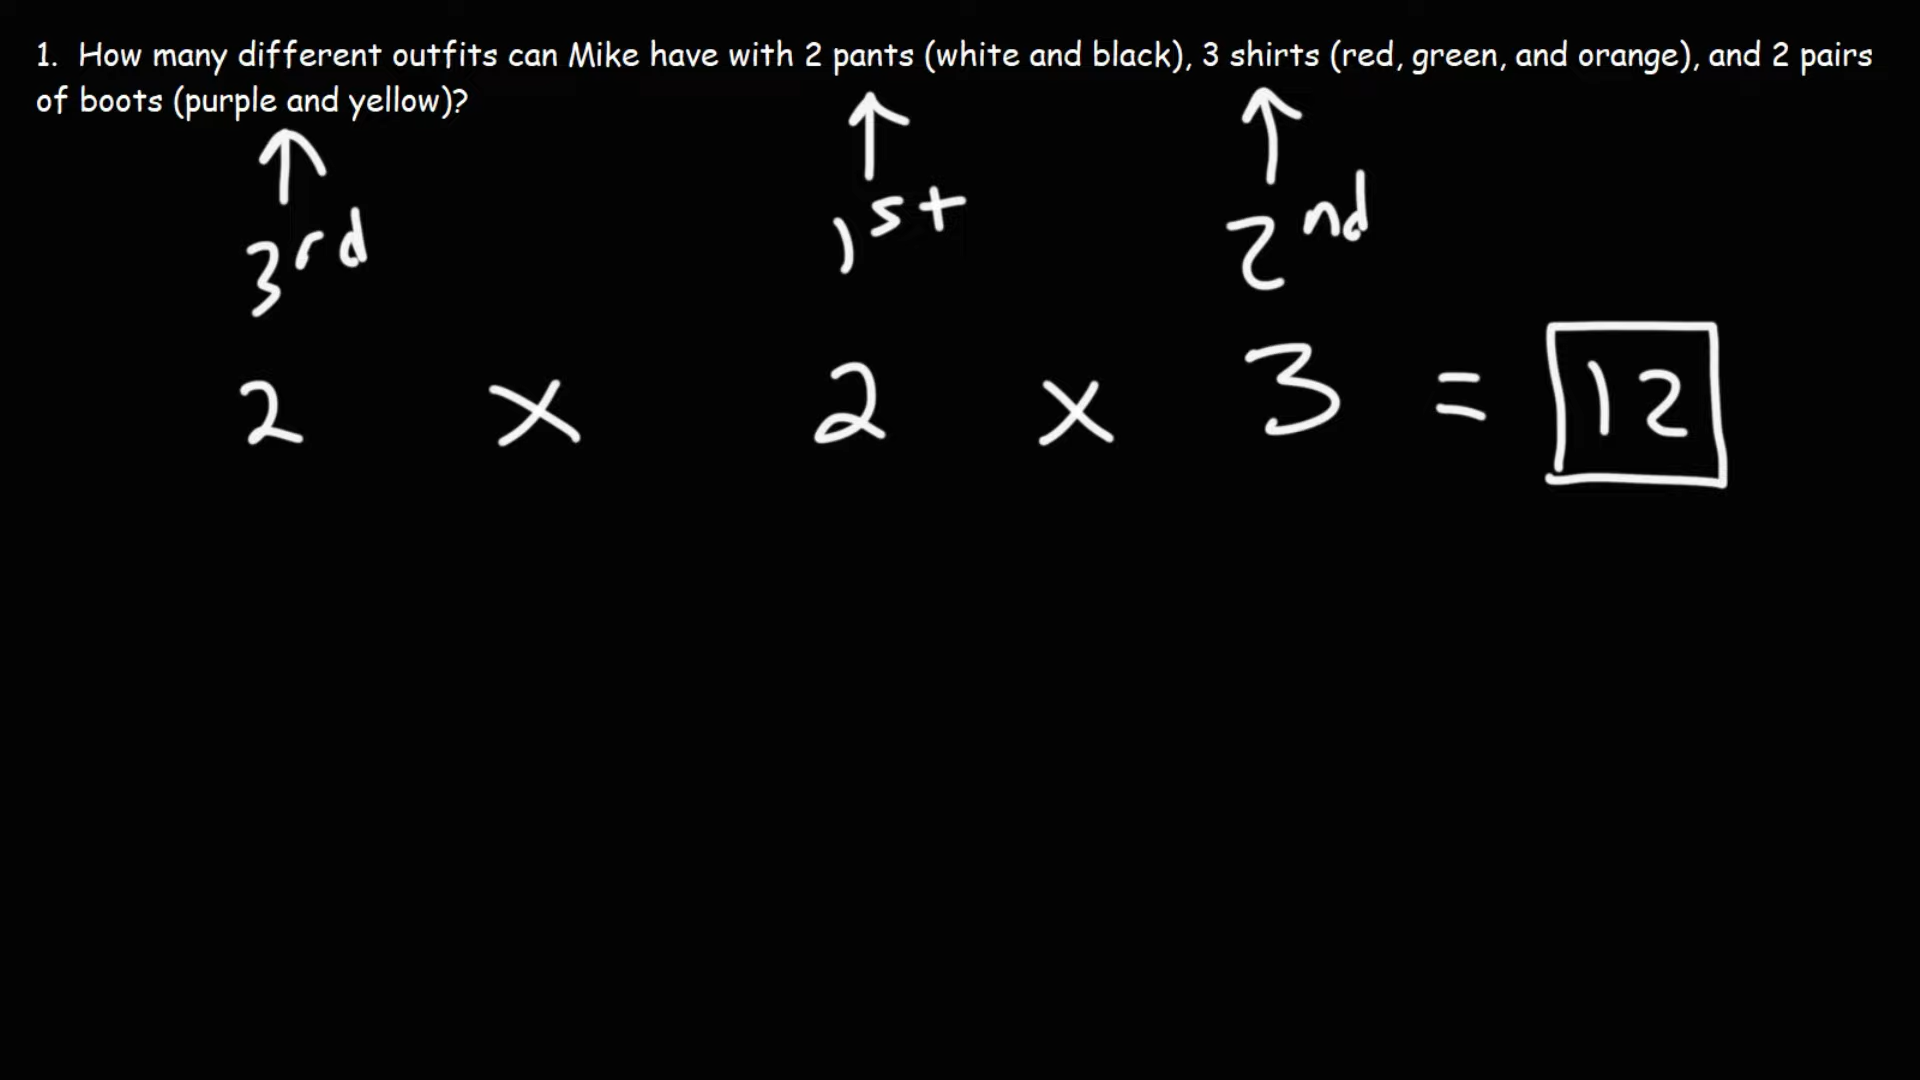 1. How many different outfits can Mike have with 2 pants (white and black), 3 shirts (red, green, and orange), and 2 pairs
of boots (purple and yellow)?
3rd 1st 2nd
2 x 2 x 3 = 12